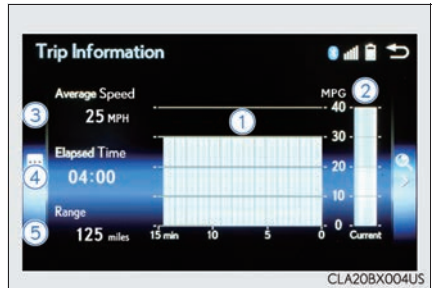 Trip Information
Average Speed
MPG
2
3
25 MPH
1
40
30
Elapsed Time
20
4
04:00
10
Range
0
5
125 miles
15 min
10
5
0
Current
CLA20BX004US